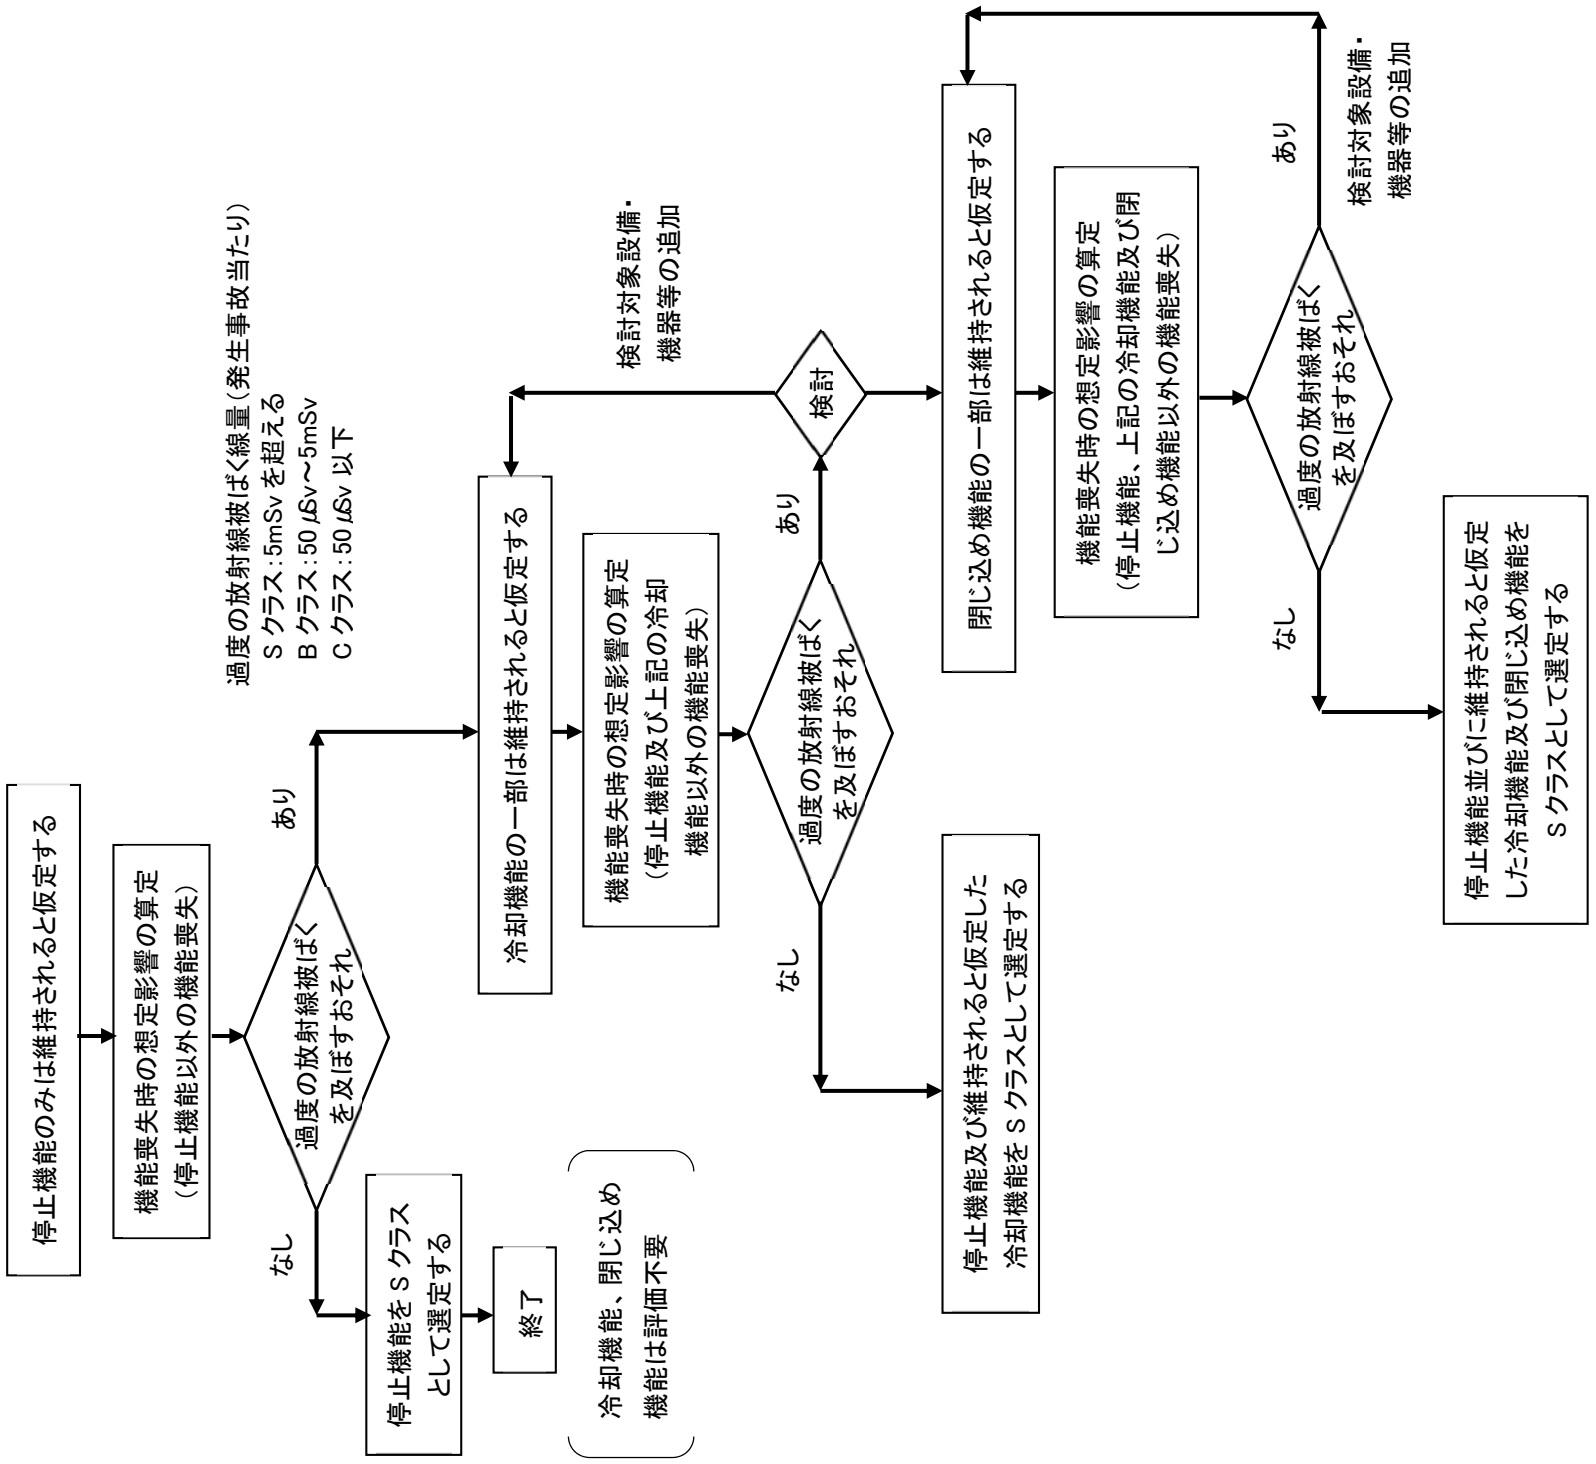 停止機能のみは維持されると仮定する
機能喪失時の想定影響の算定
(停止機能以外の機能喪失)
過度の放射線被ばく
を及ぼすおそれ
なし
あり
過度の放射線被ばく線量(発生事故当たり)
S クラス:5mSv を超える
B クラス:50μSv～5mSv
C クラス:50μSv 以下
停止機能を S クラス
として選定する
終了
冷却機能、閉じ込め
機能は評価不要
冷却機能の一部は維持されると仮定する
機能喪失時の想定影響の算定
(停止機能及び上記の冷却
機能以外の機能喪失)
検討対象設備・
機器等の追加
過度の放射線被ばく
を及ぼすおそれ
なし
あり
検討
停止機能及び維持されると仮定した
冷却機能を S クラスとして選定する
閉じ込め機能の一部は維持されると仮定する
機能喪失時の想定影響の算定
(停止機能、上記の冷却機能及び閉
じ込め機能以外の機能喪失)
過度の放射線被ばく
を及ぼすおそれ
なし
あり
検討対象設備・
機器等の追加
停止機能並びに維持されると仮定
した冷却機能及び閉じ込め機能を
S クラスとして選定する